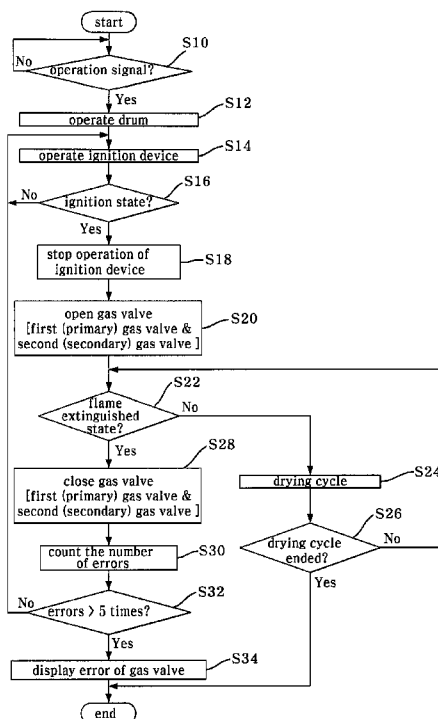 start
S10
No
operation signal?
Yes
S12
operate drum
S14
operate ignition device
S16
No
ignition state?
Yes
stop operation of
ignition device
S18
open gas valve
[first (primary) gas valve &
second (secondary) gas valve ]
S20
S22
flame
extinguished
state?
No
Yes
S28
close gas valve
[first (primary) gas valve &
second (secondary) gas valve ]
drying cycle
S24
S26
count the number
of errors
S30
drying cycle
ended?
No
Yes
S32
No
errors > 5 times?
Yes
S34
display error of gas valve
end